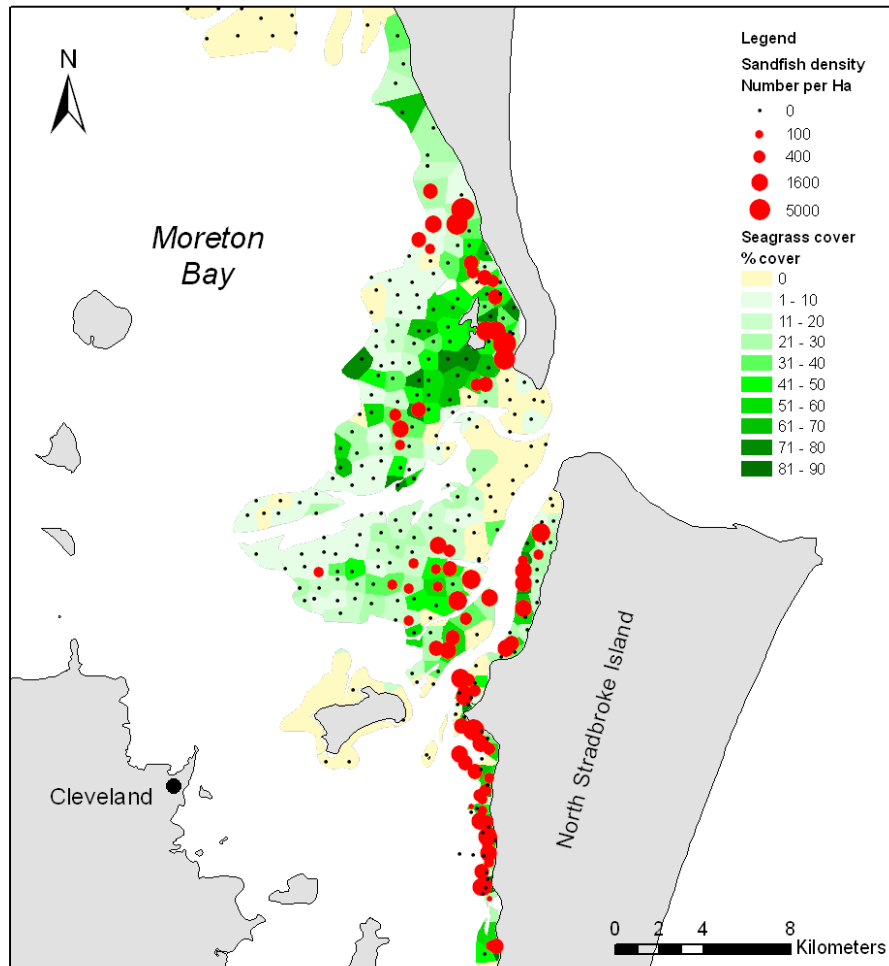 N
Moreton
Bay
Legend
Sandfish density
Number per Ha
0
100
400
1600
5000
Seagrass cover
% cover
0
1 - 10
11 - 20
21 - 30
31 - 40
41 - 50
51 - 60
61 - 70
71 - 80
81 - 90
North Stradbroke Island
Cleveland
0 2 4 8
Kilometers